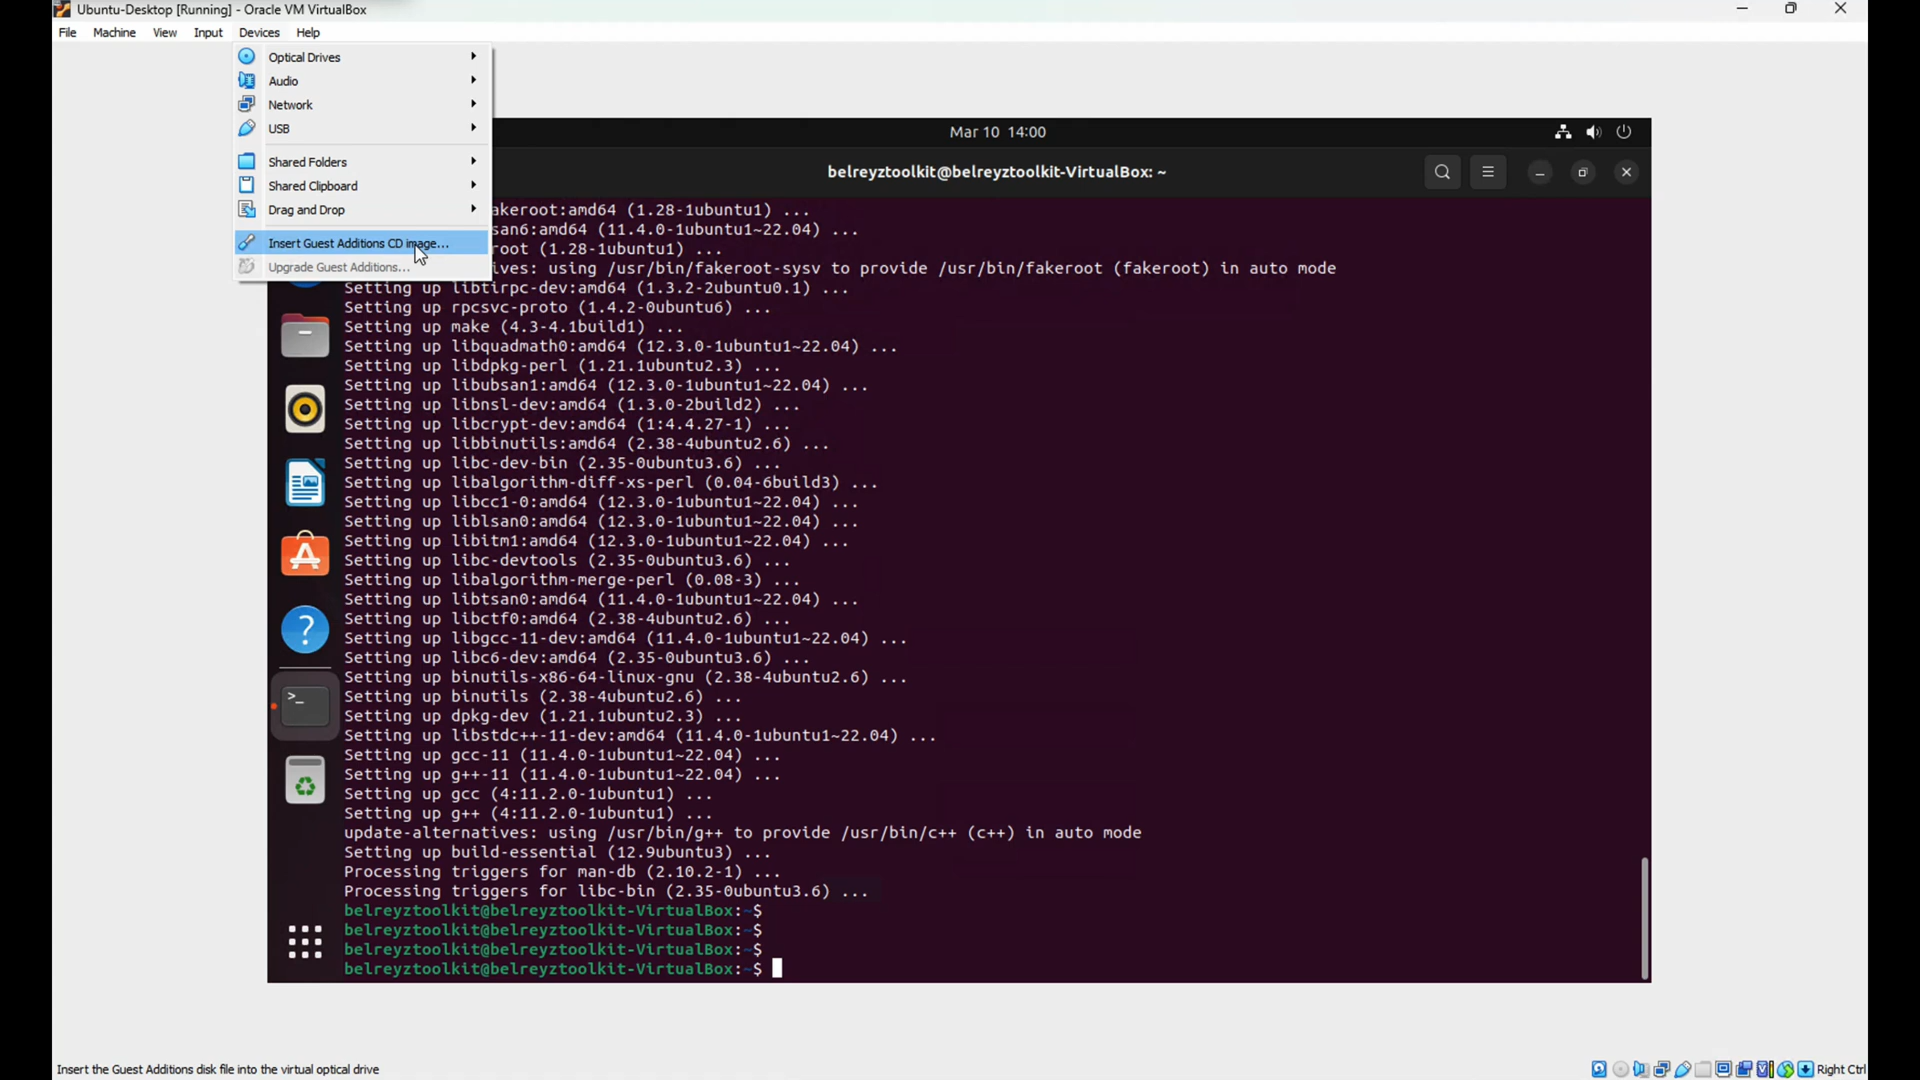 Ubuntu-Desktop [Running] - Oracle VM VirtualBox
File Machine View Input Devices Help
Optical Drives
Audio
Network
USB
Shared Folders
Shared Clipboard
Drag and Drop
Insert Guest Additions CD image...
Upgrade Guest Additions...
Mar 10 14:00
belreyztoolkit@belreyztoolkit-VirtualBox: ~
akeroot:amd64 (1.28-1ubuntu1) ...
san6:amd64 (11.4.0-1ubuntu1~22.04) ...
root (1.28-1ubuntu1) ...
ives: using /usr/bin/fakeroot-sysv to provide /usr/bin/fakeroot (fakeroot) in auto mode
Setting up libtirpc-dev:amd64 (1.3.2-2ubuntu0.1) ...
Setting up rpcsvc-proto (1.4.2-0ubuntu6) ...
Setting up make (4.3-4.1build1) ...
Setting up libquadmath0:amd64 (12.3.0-1ubuntu1~22.04) ...
Setting up libdpkg-perl (1.21.1ubuntu2.3) ...
Setting up libubsan1:amd64 (12.3.0-1ubuntu1~22.04) ...
Setting up libnsl-dev:amd64 (1.3.0-2build2) ...
Setting up libcrypt-dev:amd64 (1:4.4.27-1) ...
Setting up libbinutils:amd64 (2.38-4ubuntu2.6) ...
Setting up libc-dev-bin (2.35-0ubuntu3.6) ...
Setting up libalgorithm-diff-xs-perl (0.04-6build3) ...
Setting up libcc1-0:amd64 (12.3.0-1ubuntu1~22.04) ...
Setting up liblsan0:amd64 (12.3.0-1ubuntu1~22.04) ...
Setting up libitm1:amd64 (12.3.0-1ubuntu1~22.04) ...
Setting up libc-devtools (2.35-0ubuntu3.6) ...
Setting up libalgorithm-merge-perl (0.08-3) ...
Setting up libtsan0:amd64 (11.4.0-1ubuntu1~22.04) ...
Setting up libctf0:amd64 (2.38-4ubuntu2.6) ...
Setting up libgcc-11-dev:amd64 (11.4.0-1ubuntu1~22.04) ...
Setting up libc6-dev:amd64 (2.35-0ubuntu3.6) ...
Setting up binutils-x86-64-linux-gnu (2.38-4ubuntu2.6) ...
Setting up binutils (2.38-4ubuntu2.6) ...
Setting up dpkg-dev (1.21.1ubuntu2.3) ...
Setting up libstdc++-11-dev:amd64 (11.4.0-1ubuntu1~22.04) ...
Setting up gcc-11 (11.4.0-1ubuntu1~22.04) ...
Setting up g++-11 (11.4.0-1ubuntu1~22.04) ...
Setting up gcc (4:11.2.0-1ubuntu1) ...
Setting up g++ (4:11.2.0-1ubuntu1) ...
update-alternatives: using /usr/bin/g++ to provide /usr/bin/c++ (c++) in auto mode
Setting up build-essential (12.9ubuntu3) ...
Processing triggers for man-db (2.10.2-1) ...
Processing triggers for libc-bin (2.35-0ubuntu3.6) ...
belreyztoolkit@belreyztoolkit-VirtualBox:~$
belreyztoolkit@belreyztoolkit-VirtualBox:~$
belreyztoolkit@belreyztoolkit-VirtualBox:~$
belreyztoolkit@belreyztoolkit-VirtualBox:~$
Insert the Guest Additions disk file into the virtual optical drive
Right Ctrl